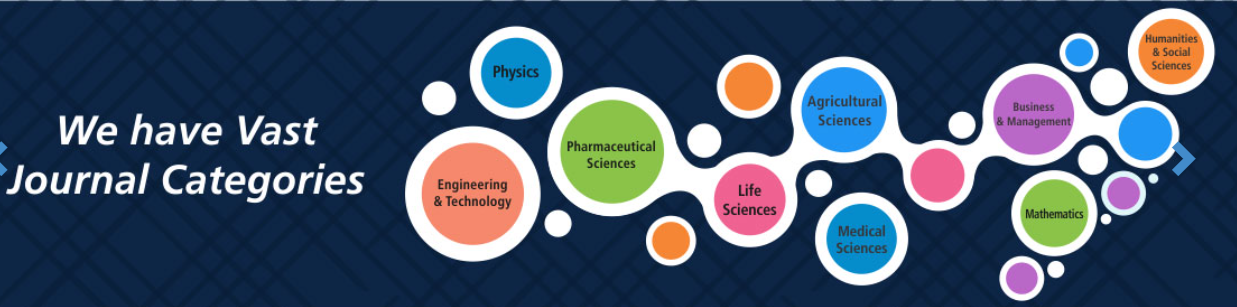 We have Vast
Journal Categories
Physics
Engineering
& Technology
Pharmaceutical
Sciences
Life
Sciences
Agricultural
Sciences
Medical
Sciences
Business
& Management
Mathematics
Humanities
& Social
Sciences